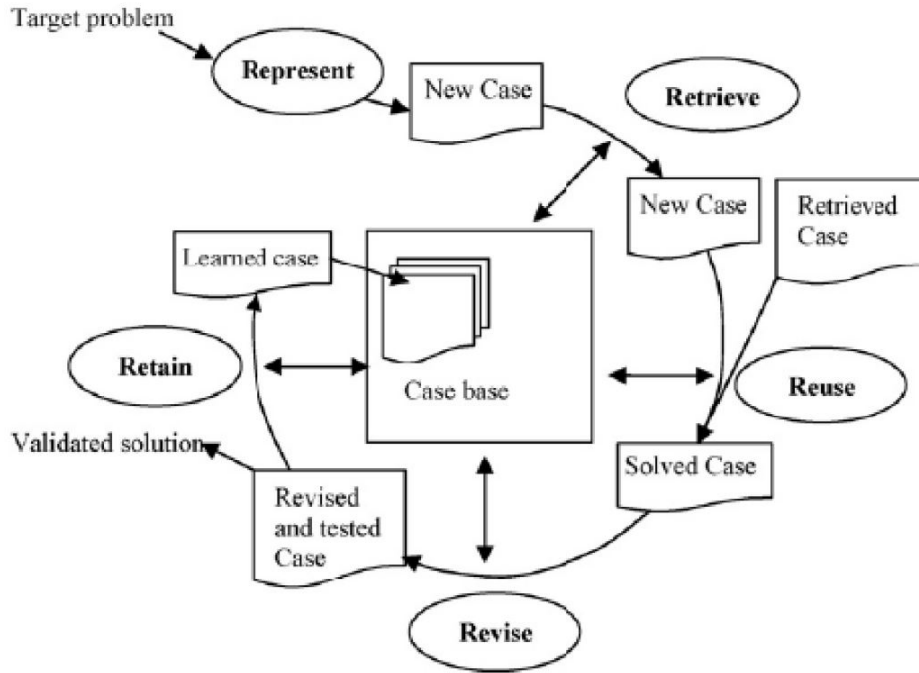 Target problem
Represent
New Case
Retrieve
New Case
Retrieved
Case
Learned case
Retain
Case base
Reuse
Validated solution
Solved Case
Revised
and tested
Case
Revise